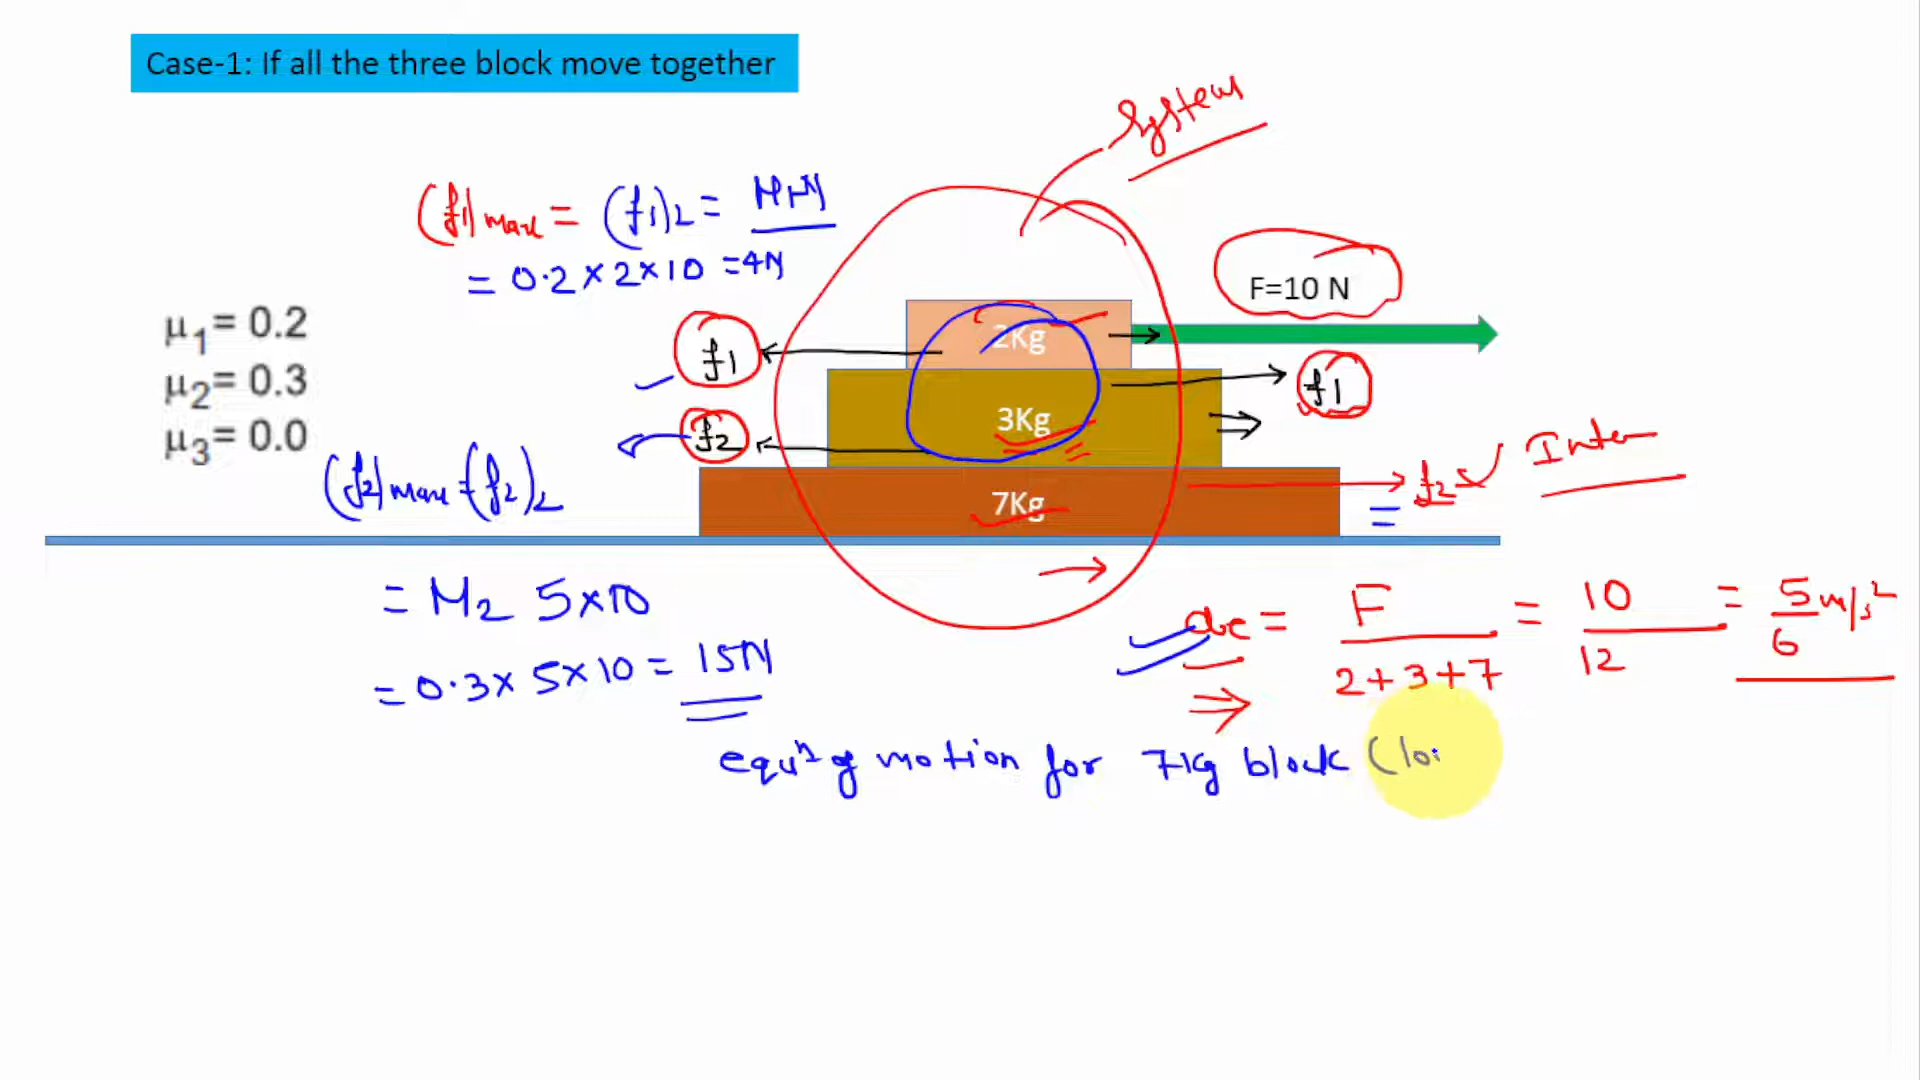 Case-1: If all the three block move together
System
(f1)max = (f1)L = μ1N
= 0.2 × 2 × 10 = 4N
F=10 N
μ1= 0.2
μ2= 0.3
μ3= 0.0
2Kg
f1
f1
3Kg
f2
7Kg
f2
Inter
(f2)max = (f2)L
= μ2 5×10
= 0.3 × 5 × 10 = 15N
ac = F / 2+3+7 = 10 / 12 = 5/6 m/s2
equn of motion for 7Kg block (